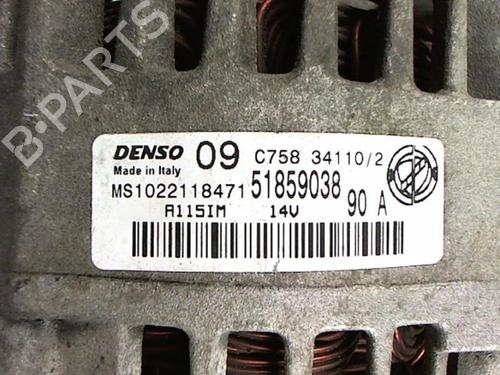 B-PARTS
DENSO 09 C758 34110/2
Made in Italy
MS1022118471 51859038
A115IM 14V 90 A